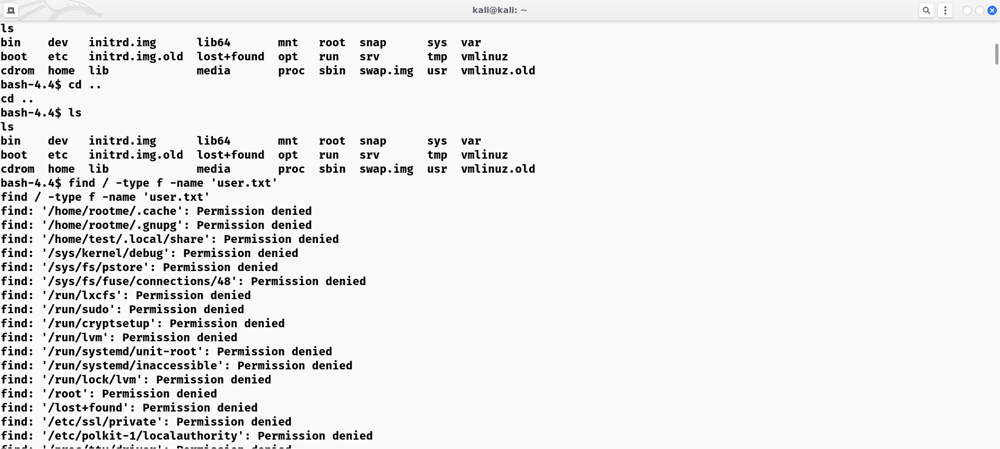 kali@kali: ~
ls
bin    dev   initrd.img      lib64       mnt   root  snap      sys  var
boot   etc   initrd.img.old  lost+found  opt   run   srv       tmp  vmlinuz
cdrom  home  lib             media       proc  sbin  swap.img  usr  vmlinuz.old
bash-4.4$ cd ..
cd ..
bash-4.4$ ls
ls
bin    dev   initrd.img      lib64       mnt   root  snap      sys  var
boot   etc   initrd.img.old  lost+found  opt   run   srv       tmp  vmlinuz
cdrom  home  lib             media       proc  sbin  swap.img  usr  vmlinuz.old
bash-4.4$ find / -type f -name 'user.txt'
find / -type f -name 'user.txt'
find: '/home/rootme/.cache': Permission denied
find: '/home/rootme/.gnupg': Permission denied
find: '/home/test/.local/share': Permission denied
find: '/sys/kernel/debug': Permission denied
find: '/sys/fs/pstore': Permission denied
find: '/sys/fs/fuse/connections/48': Permission denied
find: '/run/lxcfs': Permission denied
find: '/run/sudo': Permission denied
find: '/run/cryptsetup': Permission denied
find: '/run/lvm': Permission denied
find: '/run/systemd/unit-root': Permission denied
find: '/run/systemd/inaccessible': Permission denied
find: '/run/lock/lvm': Permission denied
find: '/root': Permission denied
find: '/lost+found': Permission denied
find: '/etc/ssl/private': Permission denied
find: '/etc/polkit-1/localauthority': Permission denied
find: '/proc/tty/driver': Permission denied